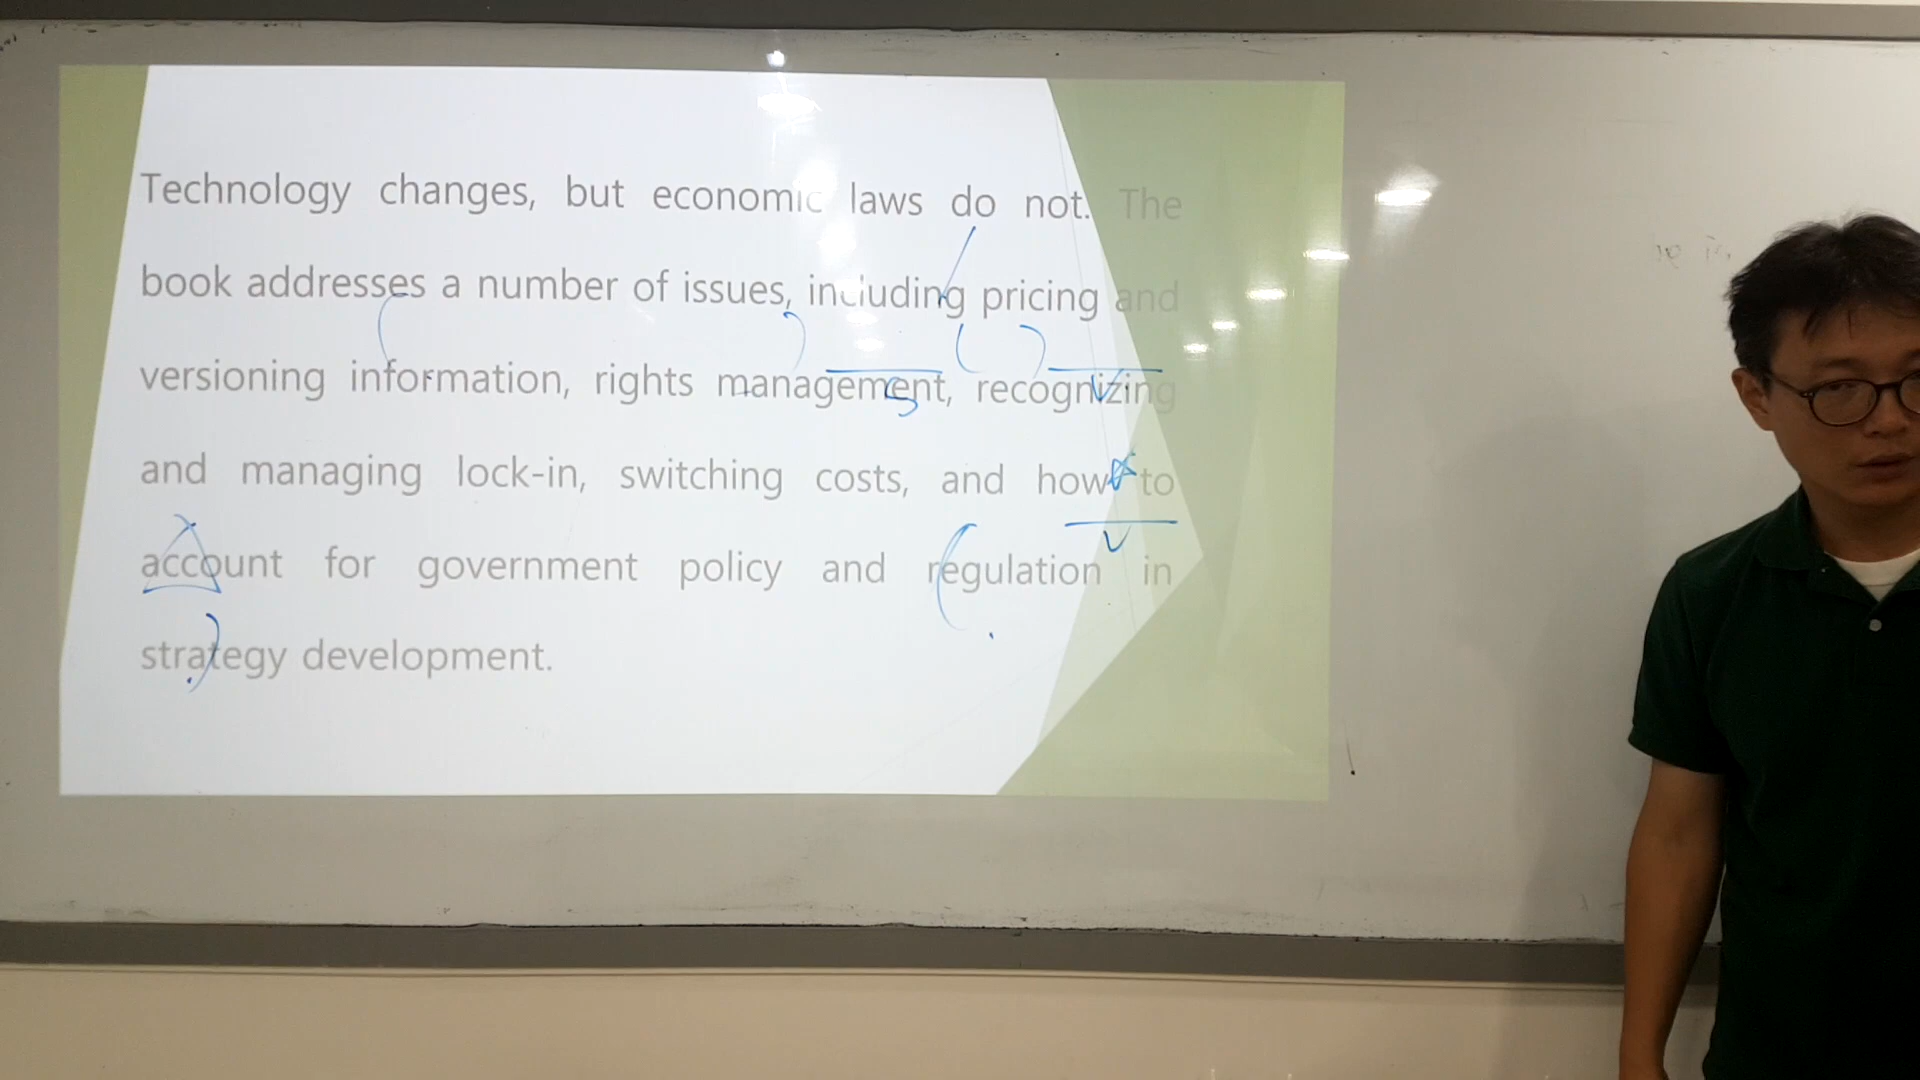 Technology changes, but economic laws do not. The
book addresses a number of issues, including pricing and
versioning information, rights management, recognizing
and managing lock-in, switching costs, and how to
account for government policy and regulation in
strategy development.